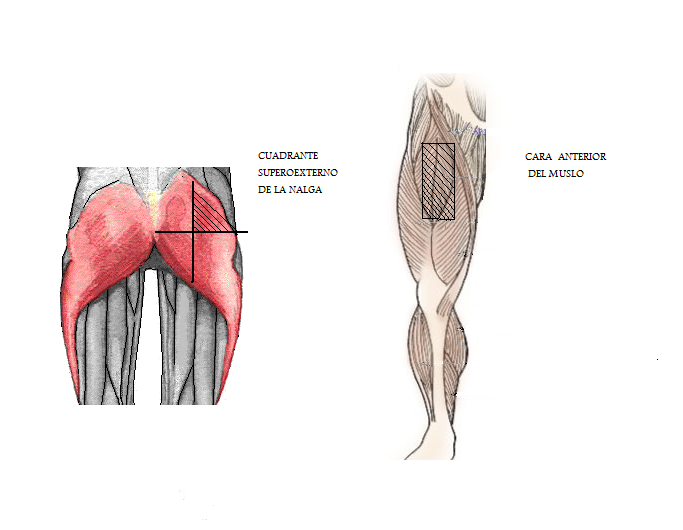 CUADRANTE
SUPEROEXTERNO
DE LA NALGA
CARA ANTERIOR
DEL MUSLO